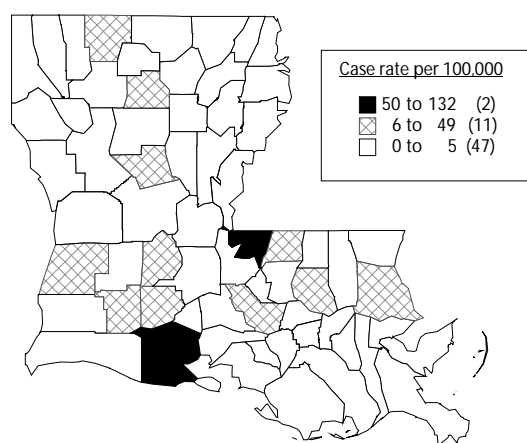 Case rate per 100,000
50 to 132 (2)
6 to 49 (11)
0 to 5 (47)